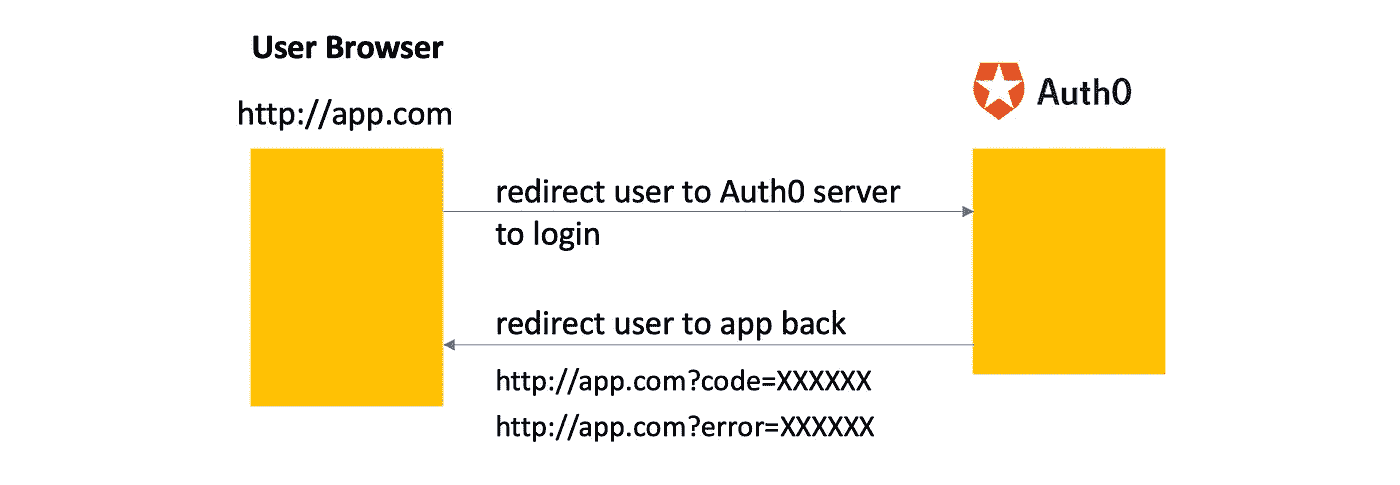 User Browser
http://app.com
Auth0
redirect user to Auth0 server
to login
redirect user to app back
http://app.com?code=XXXXXX
http://app.com?error=XXXXXX